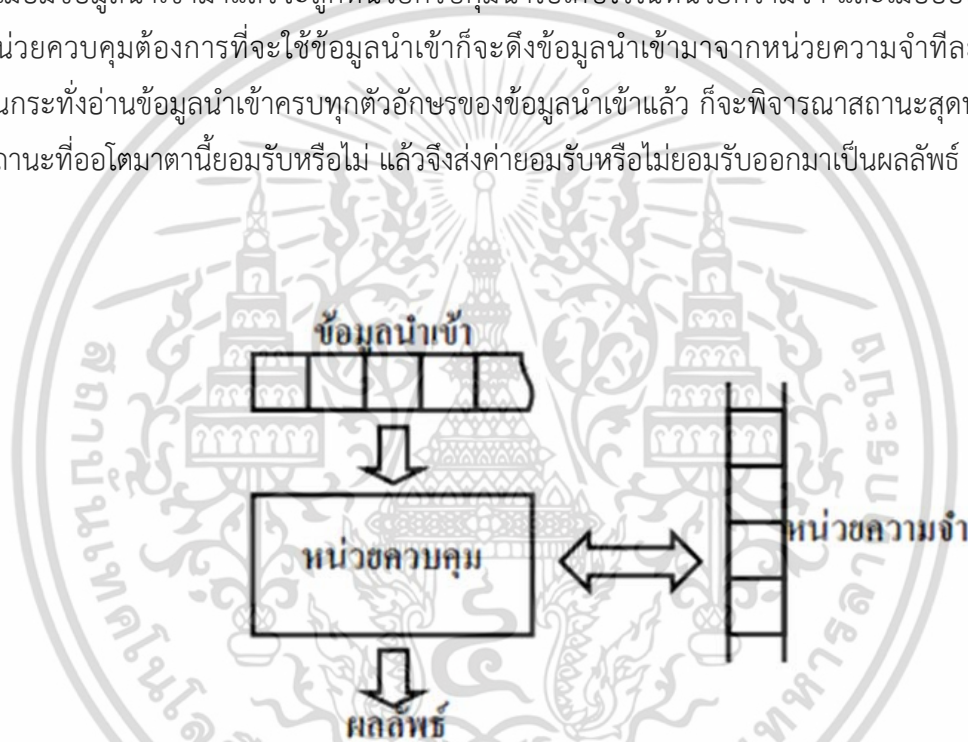 น่วยควบคุมต้องการที่จะใช้ข้อมูลนำเข้าก็จะดึงข้อมูลนำเข้ามาจากหน่วยความจำทีละ
นกระทั่งอ่านข้อมูลนำเข้าครบทุกตัวอักษรของข้อมูลนำเข้าแล้ว ก็จะพิจารณาสถานะสุดท
ถานะที่ออโตมาตานี้ยอมรับหรือไม่ แล้วจึงส่งค่ายอมรับหรือไม่ยอมรับออกมาเป็นผลลัพธ์
ข้อมูลนำเข้า
หน่วยควบคุม
หน่วยความจำ
ผลลัพธ์